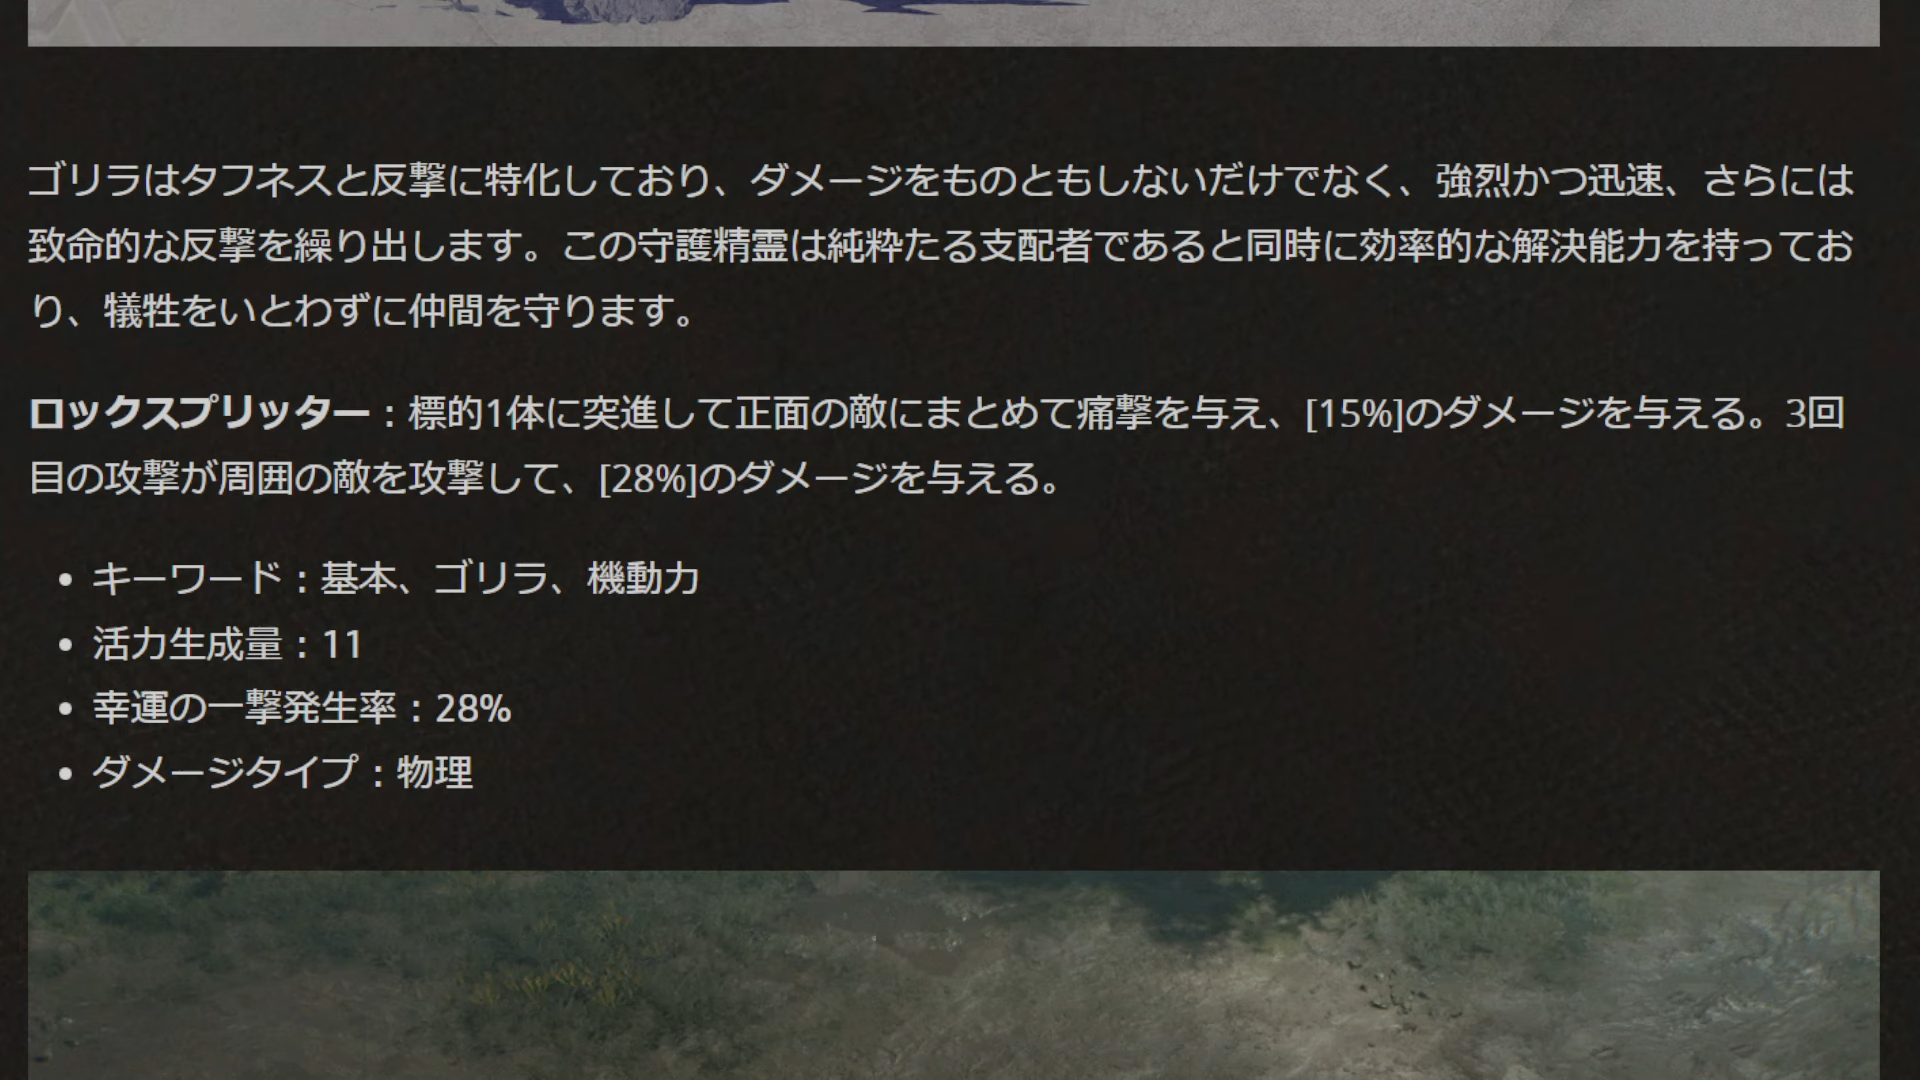 ゴリラはタフネスと反撃に特化しており、ダメージをものともしないだけでなく、強烈かつ迅速、さらには
致命的な反撃を繰り出します。この守護精霊は純粋たる支配者であると同時に効率的な解決能力を持ってお
り、犠牲をいとわずに仲間を守ります。
ロックスプリッター：標的1体に突進して正面の敵にまとめて痛撃を与え、[15%]のダメージを与える。3回
目の攻撃が周囲の敵を攻撃して、[28%]のダメージを与える。
• キーワード：基本、ゴリラ、機動力
• 活力生成量：11
• 幸運の一撃発生率：28%
• ダメージタイプ：物理